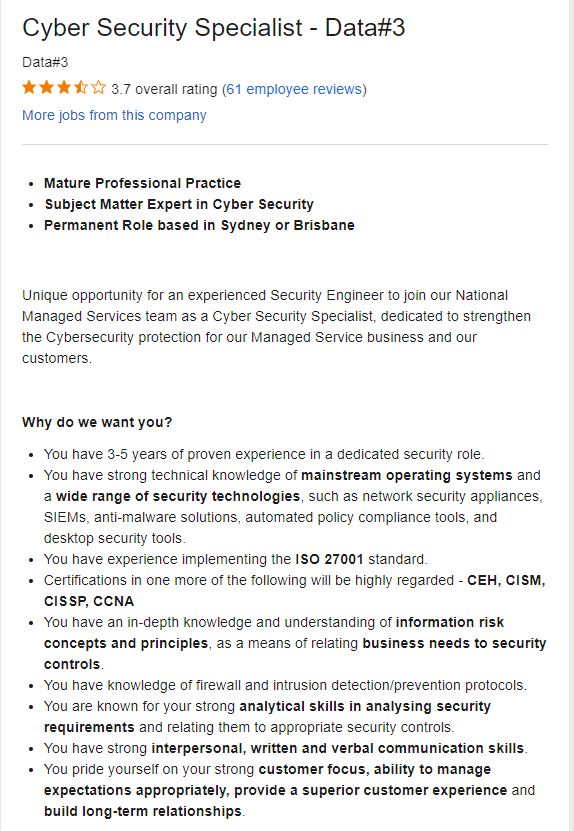 Cyber Security Specialist - Data#3
Data#3
3.7 overall rating (61 employee reviews)
More jobs from this company
• Mature Professional Practice
• Subject Matter Expert in Cyber Security
• Permanent Role based in Sydney or Brisbane
Unique opportunity for an experienced Security Engineer to join our National
Managed Services team as a Cyber Security Specialist, dedicated to strengthen
the Cybersecurity protection for our Managed Service business and our
customers.
Why do we want you?
• You have 3-5 years of proven experience in a dedicated security role.
• You have strong technical knowledge of mainstream operating systems and
a wide range of security technologies, such as network security appliances,
SIEMs, anti-malware solutions, automated policy compliance tools, and
desktop security tools.
• You have experience implementing the ISO 27001 standard.
• Certifications in one more of the following will be highly regarded - CEH, CISM,
CISSP, CCNA
• You have an in-depth knowledge and understanding of information risk
concepts and principles, as a means of relating business needs to security
controls.
• You have knowledge of firewall and intrusion detection/prevention protocols.
• You are known for your strong analytical skills in analysing security
requirements and relating them to appropriate security controls.
• You have strong interpersonal, written and verbal communication skills.
• You pride yourself on your strong customer focus, ability to manage
expectations appropriately, provide a superior customer experience and
build long-term relationships.